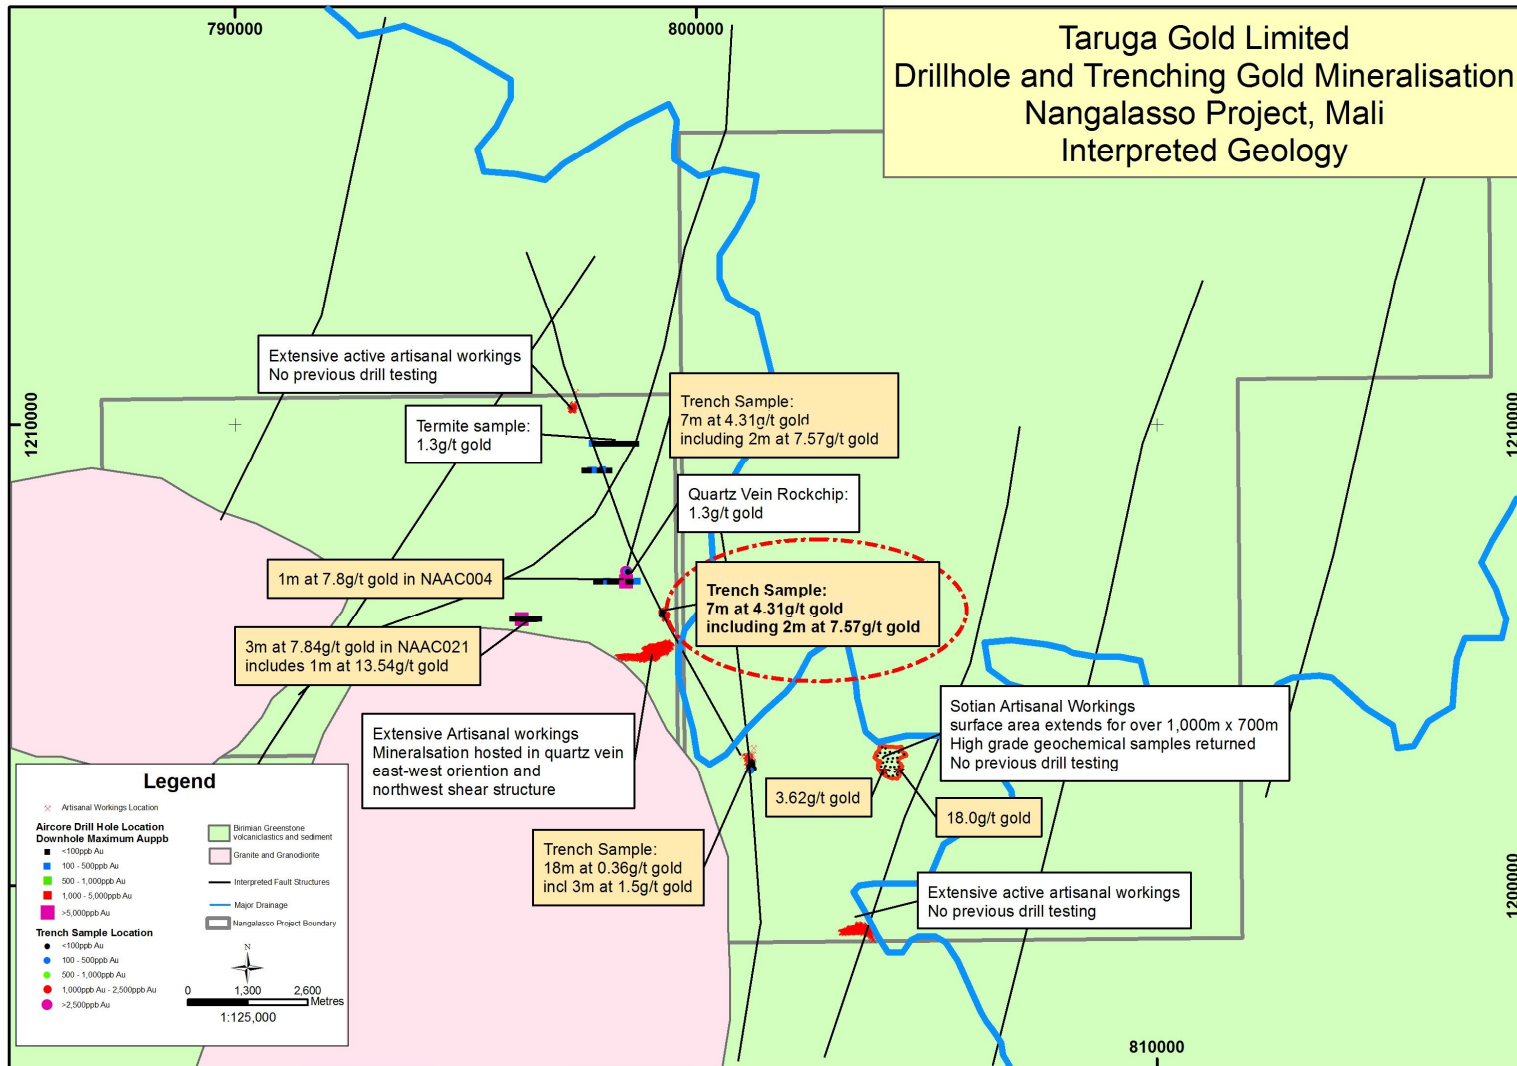 790000
800000
Taruga Gold Limited
Drillhole and Trenching Gold Mineralisation
Nangalasso Project, Mali
Interpreted Geology
1210000
1210000
Extensive active artisanal workings
No previous drill testing
Termite sample:
1.3g/t gold
Trench Sample:
7m at 4.31g/t gold
including 2m at 7.57g/t gold
Quartz Vein Rockchip:
1.3g/t gold
1m at 7.8g/t gold in NAAC004
Trench Sample:
7m at 4.31g/t gold
including 2m at 7.57g/t gold
3m at 7.84g/t gold in NAAC021
includes 1m at 13.54g/t gold
Extensive Artisanal workings
Mineralsation hosted in quartz vein
east-west oriention and
northwest shear structure
Sotian Artisanal Workings
surface area extends for over 1,000m x 700m
High grade geochemical samples returned
No previous drill testing
3.62g/t gold
18.0g/t gold
Trench Sample:
18m at 0.36g/t gold
incl 3m at 1.5g/t gold
Extensive active artisanal workings
No previous drill testing
1200000
810000
Legend
Artisanal Workings Location
Aircore Drill Hole Location
Downhole Maximum Auppb
<100ppb Au
100 - 500ppb Au
500 - 1,000ppb Au
1,000 - 5,000ppb Au
>5,000ppb Au
Trench Sample Location
<100ppb Au
100 - 500ppb Au
500 - 1,000ppb Au
1,000ppb Au - 2,500ppb Au
>2,500ppb Au
Birimian Greenstone
volcaniclastics and sediment
Granite and Granodiorite
Interpreted Fault Structures
Major Drainage
Nangalasso Project Boundary
N
0 1,300 2,600
Metres
1:125,000